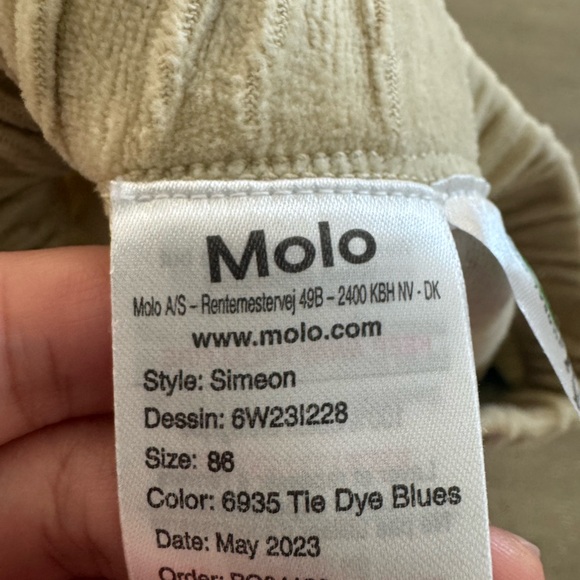 Molo
Molo A/S – Rentemestervej 49B – 2400 KBH NV - DK
www.molo.com
Style: Simeon
Dessin: 6W23I228
Size: 86
Color: 6935 Tie Dye Blues
Date: May 2023
Order: